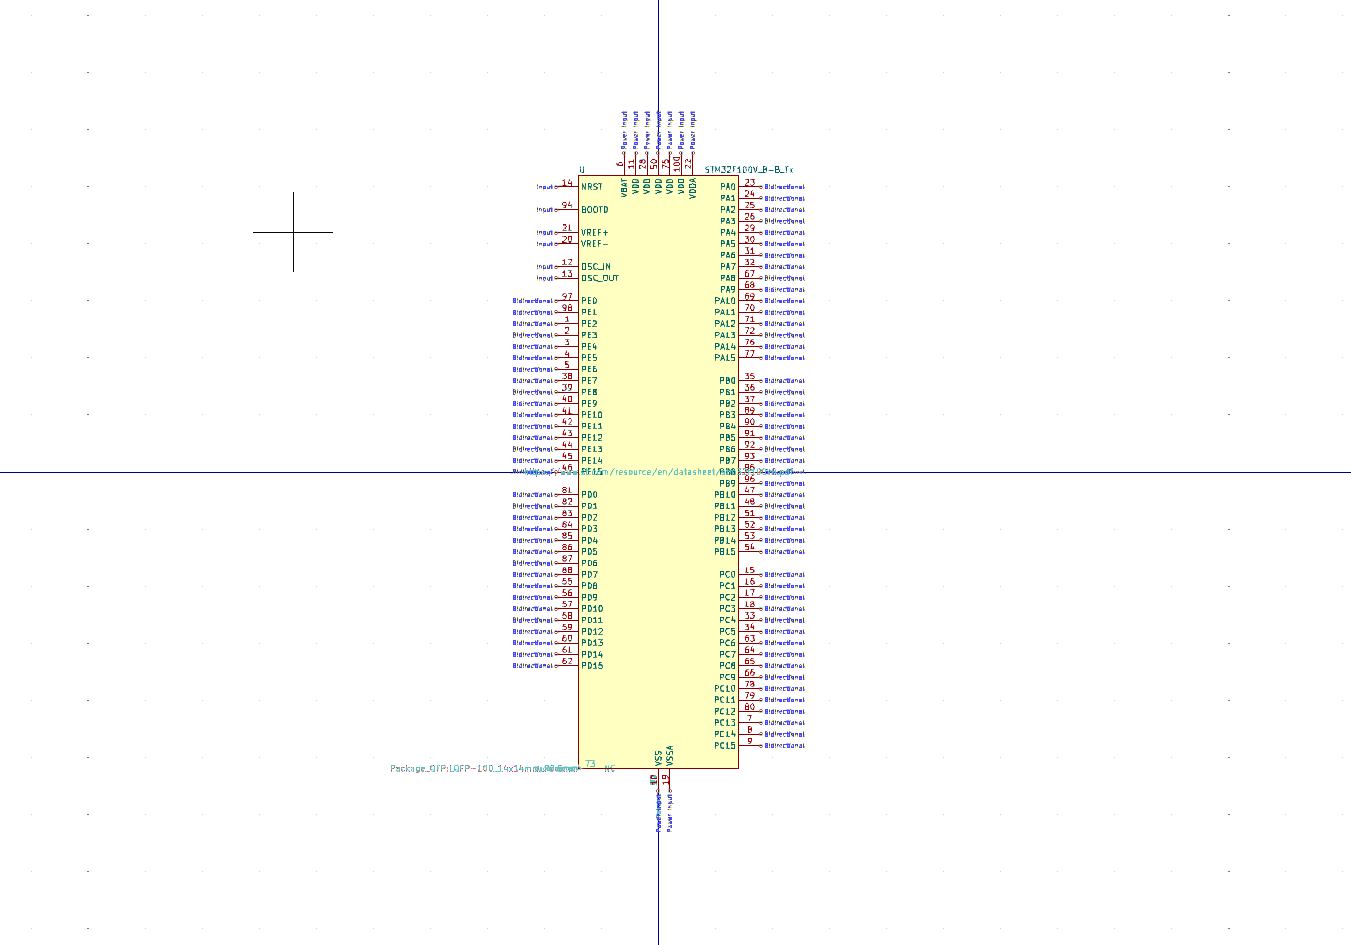 Power Input Power Input Power Input Power Input Power Input Power Input Power Input
6 11 28 50 75 100 22
U STM32F100V_8-B_Tx
VBAT VDD VDD VDD VDD VDD VDDA
Input 14 NRST PA0 23 Bidirectional
PA1 24 Bidirectional
Input 94 BOOT0 PA2 25 Bidirectional
PA3 26 Bidirectional
Input 21 VREF+ PA4 29 Bidirectional
Input 20 VREF- PA5 30 Bidirectional
PA6 31 Bidirectional
Input 12 OSC_IN PA7 32 Bidirectional
Input 13 OSC_OUT PA8 67 Bidirectional
PA9 68 Bidirectional
Bidirectional 97 PE0 PA10 69 Bidirectional
Bidirectional 98 PE1 PA11 70 Bidirectional
Bidirectional 1 PE2 PA12 71 Bidirectional
Bidirectional 2 PE3 PA13 72 Bidirectional
Bidirectional 3 PE4 PA14 76 Bidirectional
Bidirectional 4 PE5 PA15 77 Bidirectional
Bidirectional 5 PE6
Bidirectional 38 PE7 PB0 35 Bidirectional
Bidirectional 39 PE8 PB1 36 Bidirectional
Bidirectional 40 PE9 PB2 37 Bidirectional
Bidirectional 41 PE10 PB3 89 Bidirectional
Bidirectional 42 PE11 PB4 90 Bidirectional
Bidirectional 43 PE12 PB5 91 Bidirectional
Bidirectional 44 PE13 PB6 92 Bidirectional
Bidirectional 45 PE14 PB7 93 Bidirectional
46 PE15 com/resource/en/datasheet/ PB8 95
PB9 96 Bidirectional
Bidirectional 81 PD0 PB10 47 Bidirectional
Bidirectional 82 PD1 PB11 48 Bidirectional
Bidirectional 83 PD2 PB12 51 Bidirectional
Bidirectional 84 PD3 PB13 52 Bidirectional
Bidirectional 85 PD4 PB14 53 Bidirectional
Bidirectional 86 PD5 PB15 54 Bidirectional
Bidirectional 87 PD6
Bidirectional 88 PD7 PC0 15 Bidirectional
Bidirectional 55 PD8 PC1 16 Bidirectional
Bidirectional 56 PD9 PC2 17 Bidirectional
Bidirectional 57 PD10 PC3 18 Bidirectional
Bidirectional 58 PD11 PC4 33 Bidirectional
Bidirectional 59 PD12 PC5 34 Bidirectional
Bidirectional 60 PD13 PC6 63 Bidirectional
Bidirectional 61 PD14 PC7 64 Bidirectional
Bidirectional 62 PD15 PC8 65 Bidirectional
PC9 66 Bidirectional
PC10 78 Bidirectional
PC11 79 Bidirectional
PC12 80 Bidirectional
PC13 7 Bidirectional
PC14 8 Bidirectional
PC15 9 Bidirectional
VSS VSSA
73
Package_QFP:LQFP-100_14x14mm NC
19
Power Input